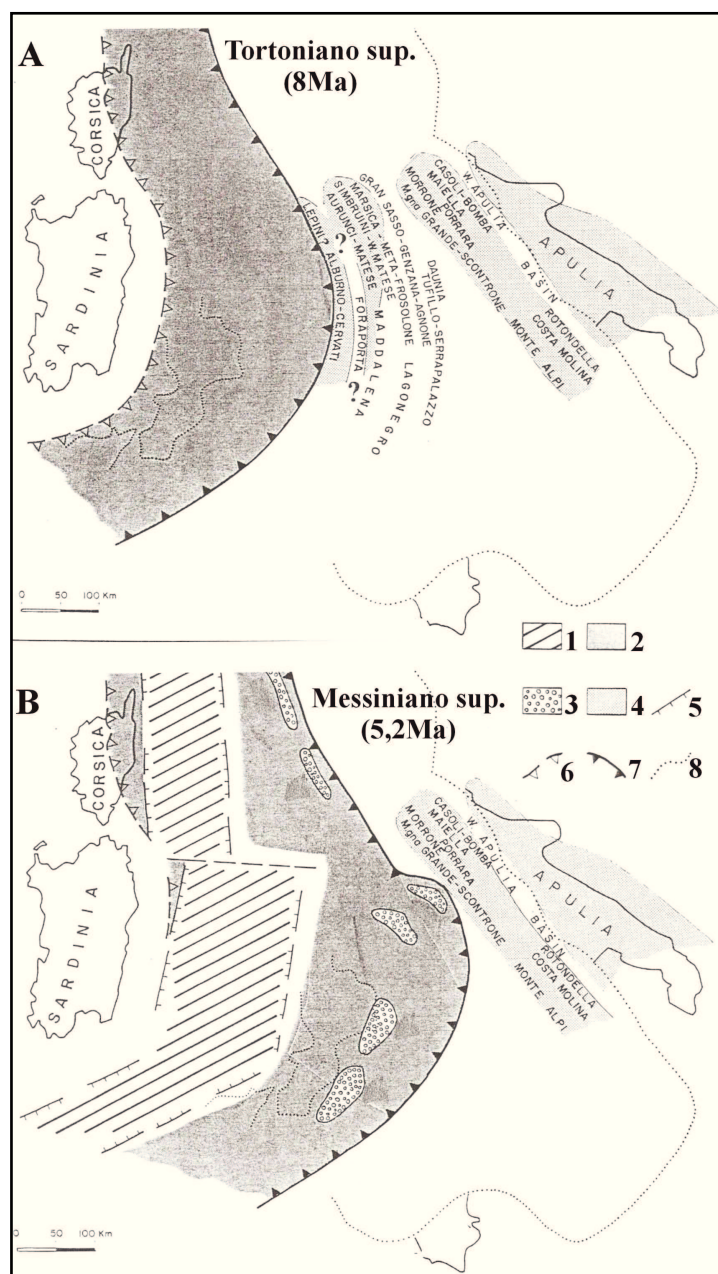 A
Tortoniano sup.
(8Ma)
CORSICA
SARDINIA
LEPINI? ALBURNO-CERVATI
?
AURUNCI-MATESE
SIMBRUINI-W.MATESE
FORAPORTA
?
MARSICA-META-FROSOLONE
MADDALENA
GRAN SASSO-GENZANA-AGNONE
LAGONEGRO
DAUNIA
TUFILLO-SERRAPALAZZO
W. APULIA
CASOLI-BOMBA
MAIELLA
PORRARA
MORRONE
M.gna GRANDE-SCONTRONE
MONTE ALPI
APULIA
BASIN
ROTONDELLA
COSTA MOLINA
0 50 100 Km
1 2
B
Messiniano sup.
(5,2Ma)
3 4 5
6 7 8
CORSICA
SARDINIA
W. APULIA
CASOLI-BOMBA
MAIELLA
PORRARA
MORRONE
M.gna GRANDE-SCONTRONE
MONTE ALPI
APULIA
BASIN
ROTONDELLA
COSTA MOLINA
0 50 100 Km